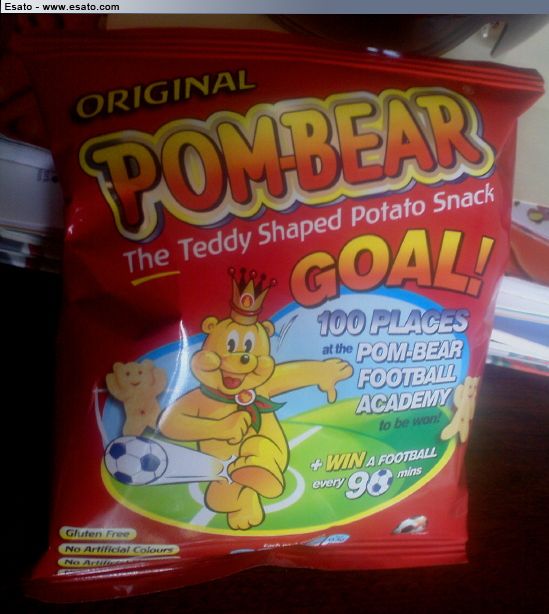 Esato - www.esato.com
ORIGINAL
POM-BEAR
The Teddy Shaped Potato Snack
GOAL!
100 PLACES
at the POM-BEAR
FOOTBALL
ACADEMY
to be won!
+ WIN A FOOTBALL
every 90 mins
Gluten Free
No Artificial Colours
No